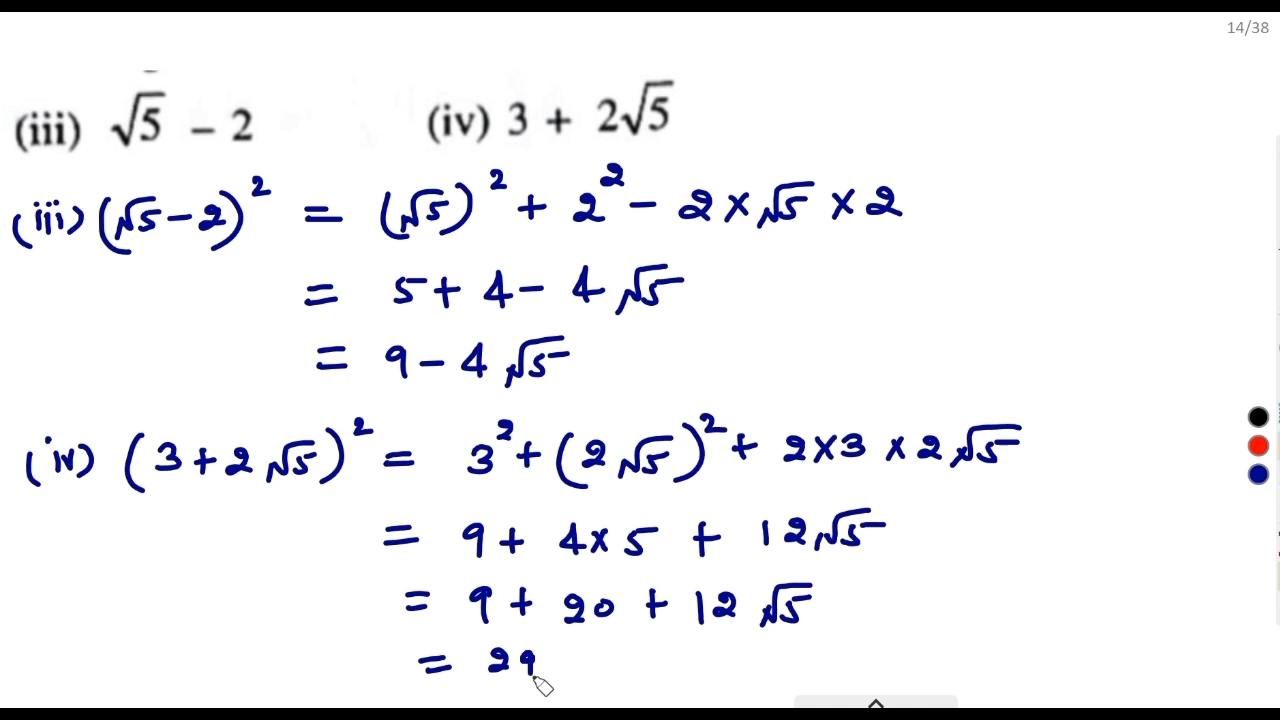 14/38
(iii) √5 − 2 (iv) 3 + 2√5
(iii) (√5 − 2)² = (√5)² + 2² − 2 × √5 × 2
= 5 + 4 − 4√5
= 9 − 4√5
(iv) (3 + 2√5)² = 3² + (2√5)² + 2 × 3 × 2√5
= 9 + 4 × 5 + 12√5
= 9 + 20 + 12√5
= 29